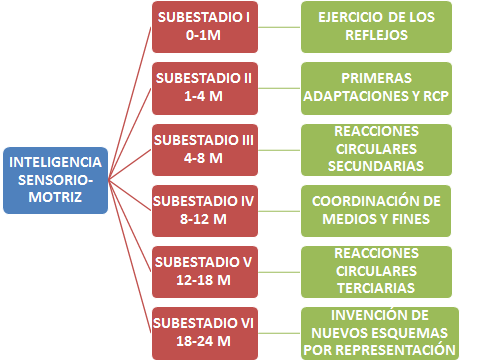 INTELIGENCIA
SENSORIO-
MOTRIZ
SUBESTADIO I
0-1M
EJERCICIO DE LOS
REFLEJOS
SUBESTADIO II
1-4 M
PRIMERAS
ADAPTACIONES Y RCP
SUBESTADIO III
4-8 M
REACCIONES
CIRCULARES
SECUNDARIAS
SUBESTADIO IV
8-12 M
COORDINACIÓN DE
MEDIOS Y FINES
SUBESTADIO V
12-18 M
REACCIONES
CIRCULARES
TERCIARIAS
SUBESTADIO VI
18-24 M
INVENCIÓN DE
NUEVOS ESQUEMAS
POR REPRESENTACIÓN